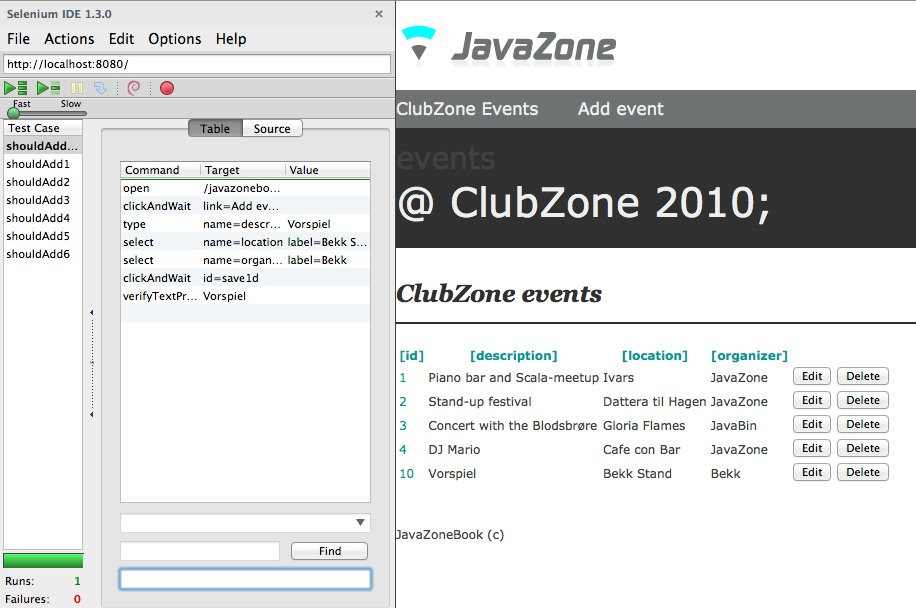 Selenium IDE 1.3.0
File Actions Edit Options Help
http://localhost:8080/
Fast Slow
Test Case
shouldAdd...
shouldAdd1
shouldAdd2
shouldAdd3
shouldAdd4
shouldAdd5
shouldAdd6
Runs: 1
Failures: 0
Table Source
Command Target Value
open /javazonebo...
clickAndWait link=Add ev...
type name=descr... Vorspiel
select name=location label=Bekk S...
select name=organ... label=Bekk
clickAndWait id=save1d
verifyTextPr... Vorspiel
Find
JavaZone
ClubZone Events Add event
events
@ ClubZone 2010;
ClubZone events
[id] [description] [location] [organizer]
1 Piano bar and Scala-meetup Ivars JavaZone Edit Delete
2 Stand-up festival Dattera til Hagen JavaZone Edit Delete
3 Concert with the Blodsbrøre Gloria Flames JavaBin Edit Delete
4 DJ Mario Cafe con Bar JavaZone Edit Delete
10 Vorspiel Bekk Stand Bekk Edit Delete
JavaZoneBook (c)